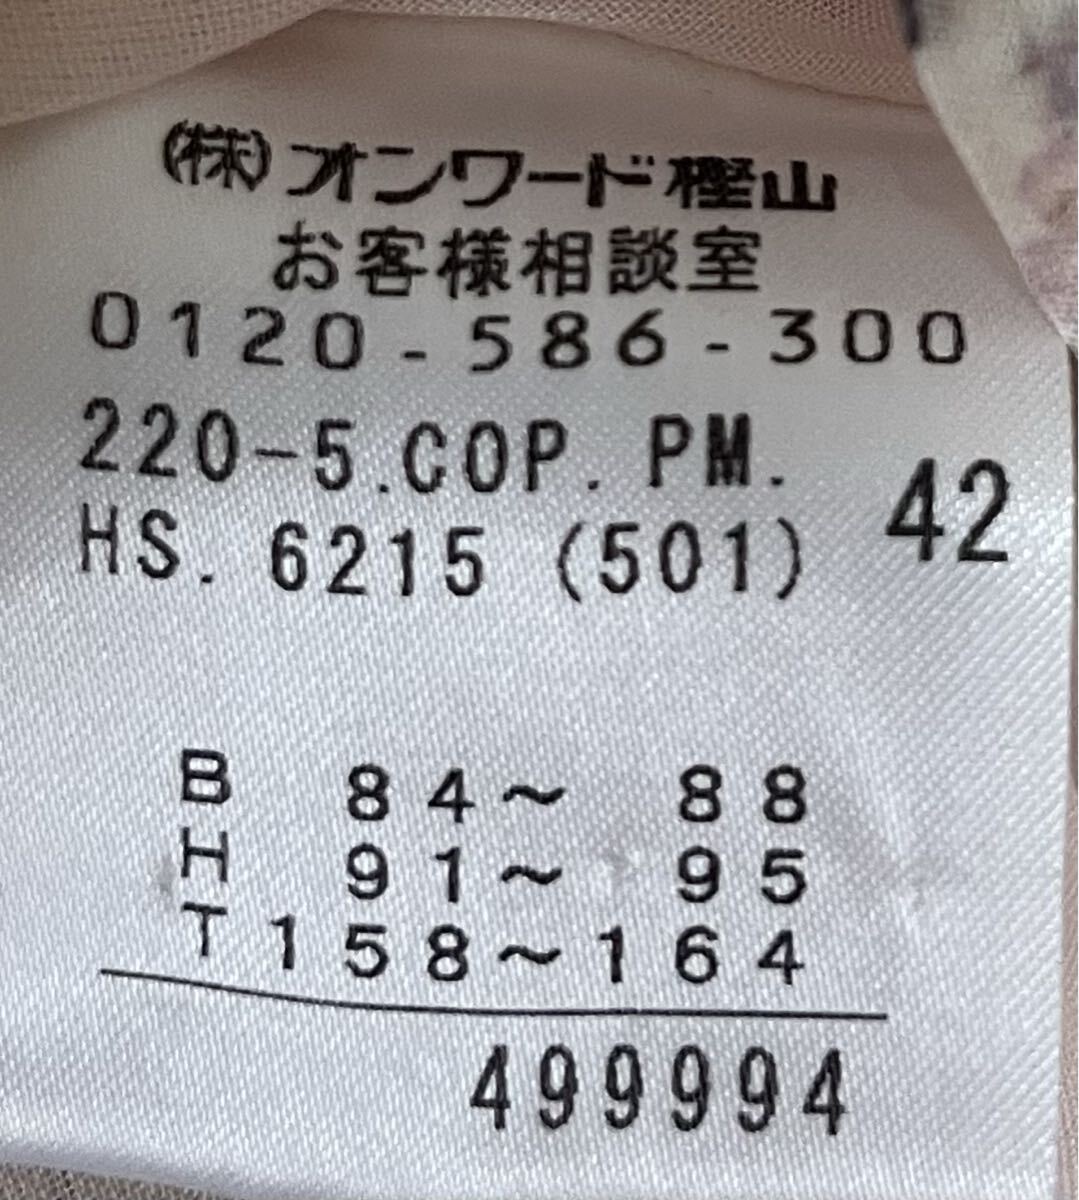 (株)オンワード樫山
お客様相談室
0120-586-300
220-5.COP.PM.
HS.6215(501)
42
B 84~ 88
H 91~ 95
T158~164
499994